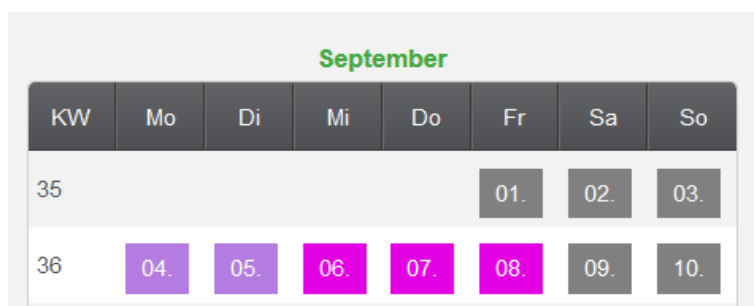 September
KW Mo Di Mi Do Fr Sa So
35 01. 02. 03.
36 04. 05. 06. 07. 08. 09. 10.